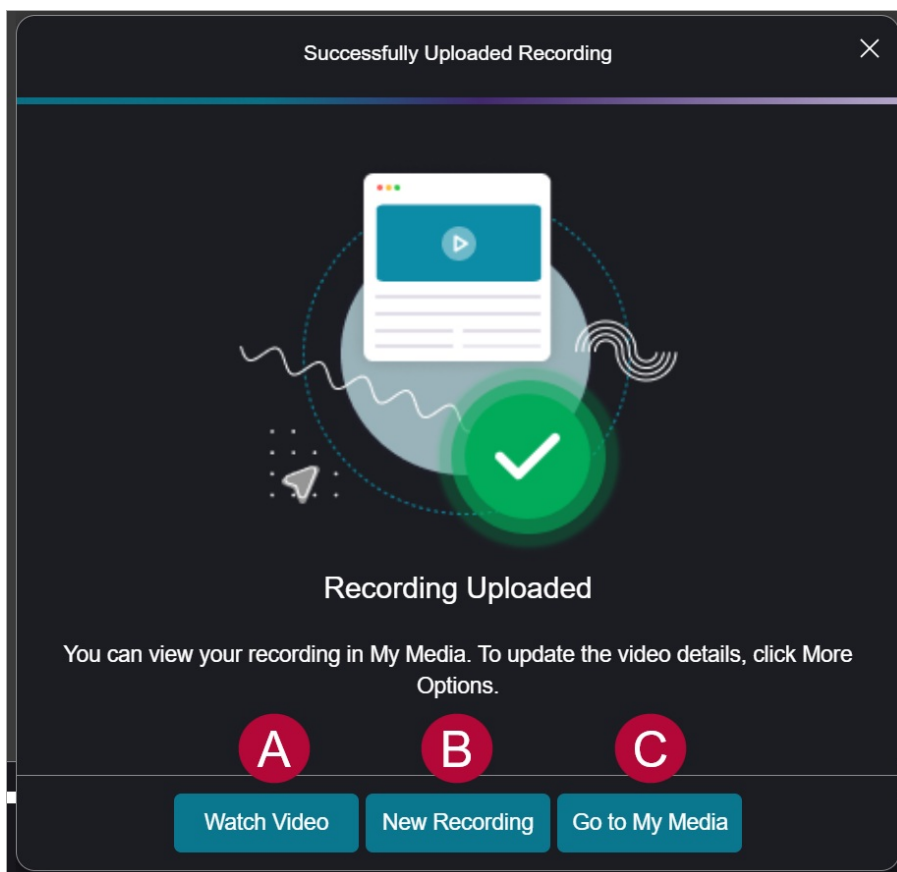 Successfully Uploaded Recording
Recording Uploaded
You can view your recording in My Media. To update the video details, click More
Options.
A B C
Watch Video New Recording Go to My Media